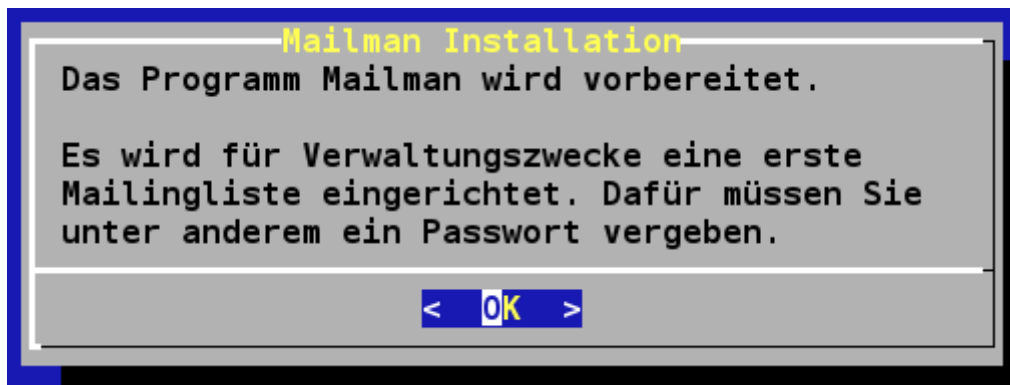 Mailman Installation
Das Programm Mailman wird vorbereitet.
Es wird für Verwaltungszwecke eine erste
Mailingliste eingerichtet. Dafür müssen Sie
unter anderem ein Passwort vergeben.
< OK >